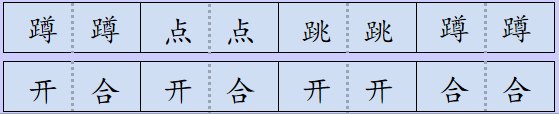 蹲 蹲 点 点 跳 跳 蹲 蹲
开 合 开 合 开 开 合 合